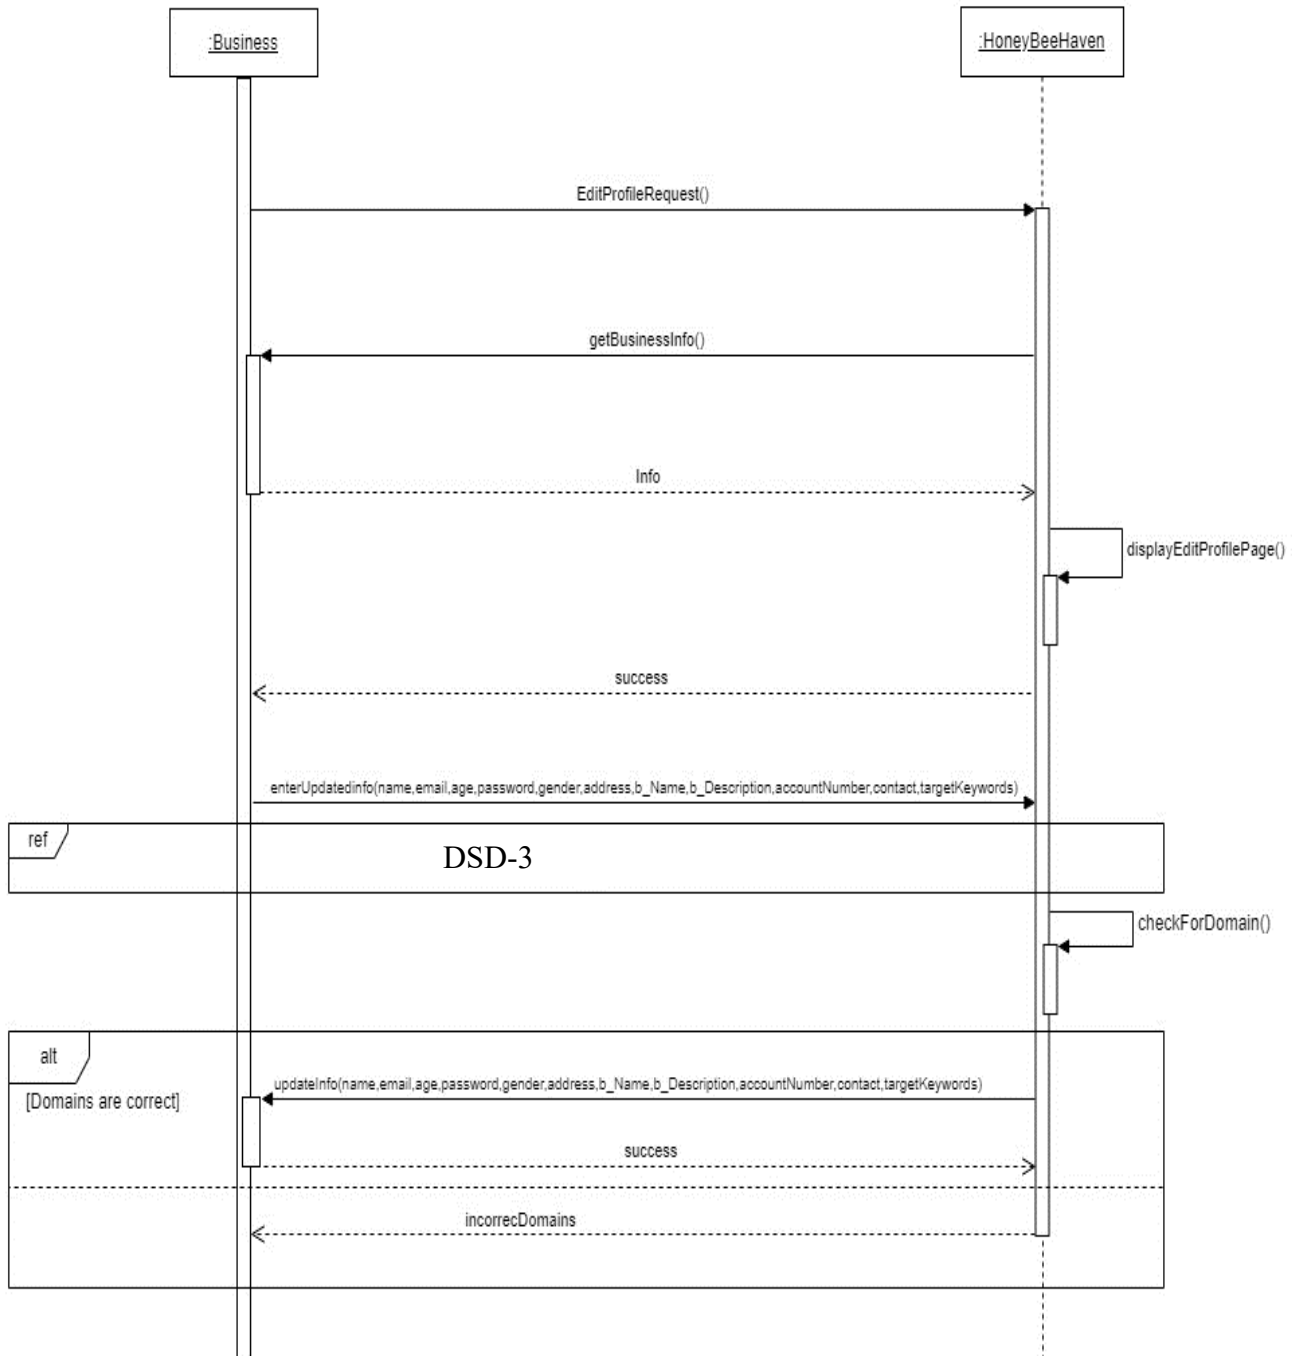 :Business
:HoneyBeeHaven
EditProfileRequest()
getBusinessInfo()
Info
displayEditProfilePage()
success
enterUpdatedinfo(name,email,age,password,gender,address,b_Name,b_Description,accountNumber,contact,targetKeywords)
ref
DSD-3
checkForDomain()
alt
updateInfo(name,email,age,password,gender,address,b_Name,b_Description,accountNumber,contact,targetKeywords)
[Domains are correct]
success
incorrecDomains